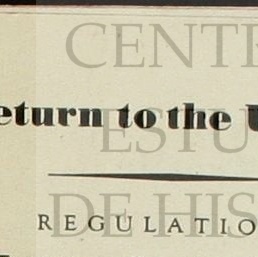 CENT
eturn to the
ESTU
DE HIS
REGULATIO